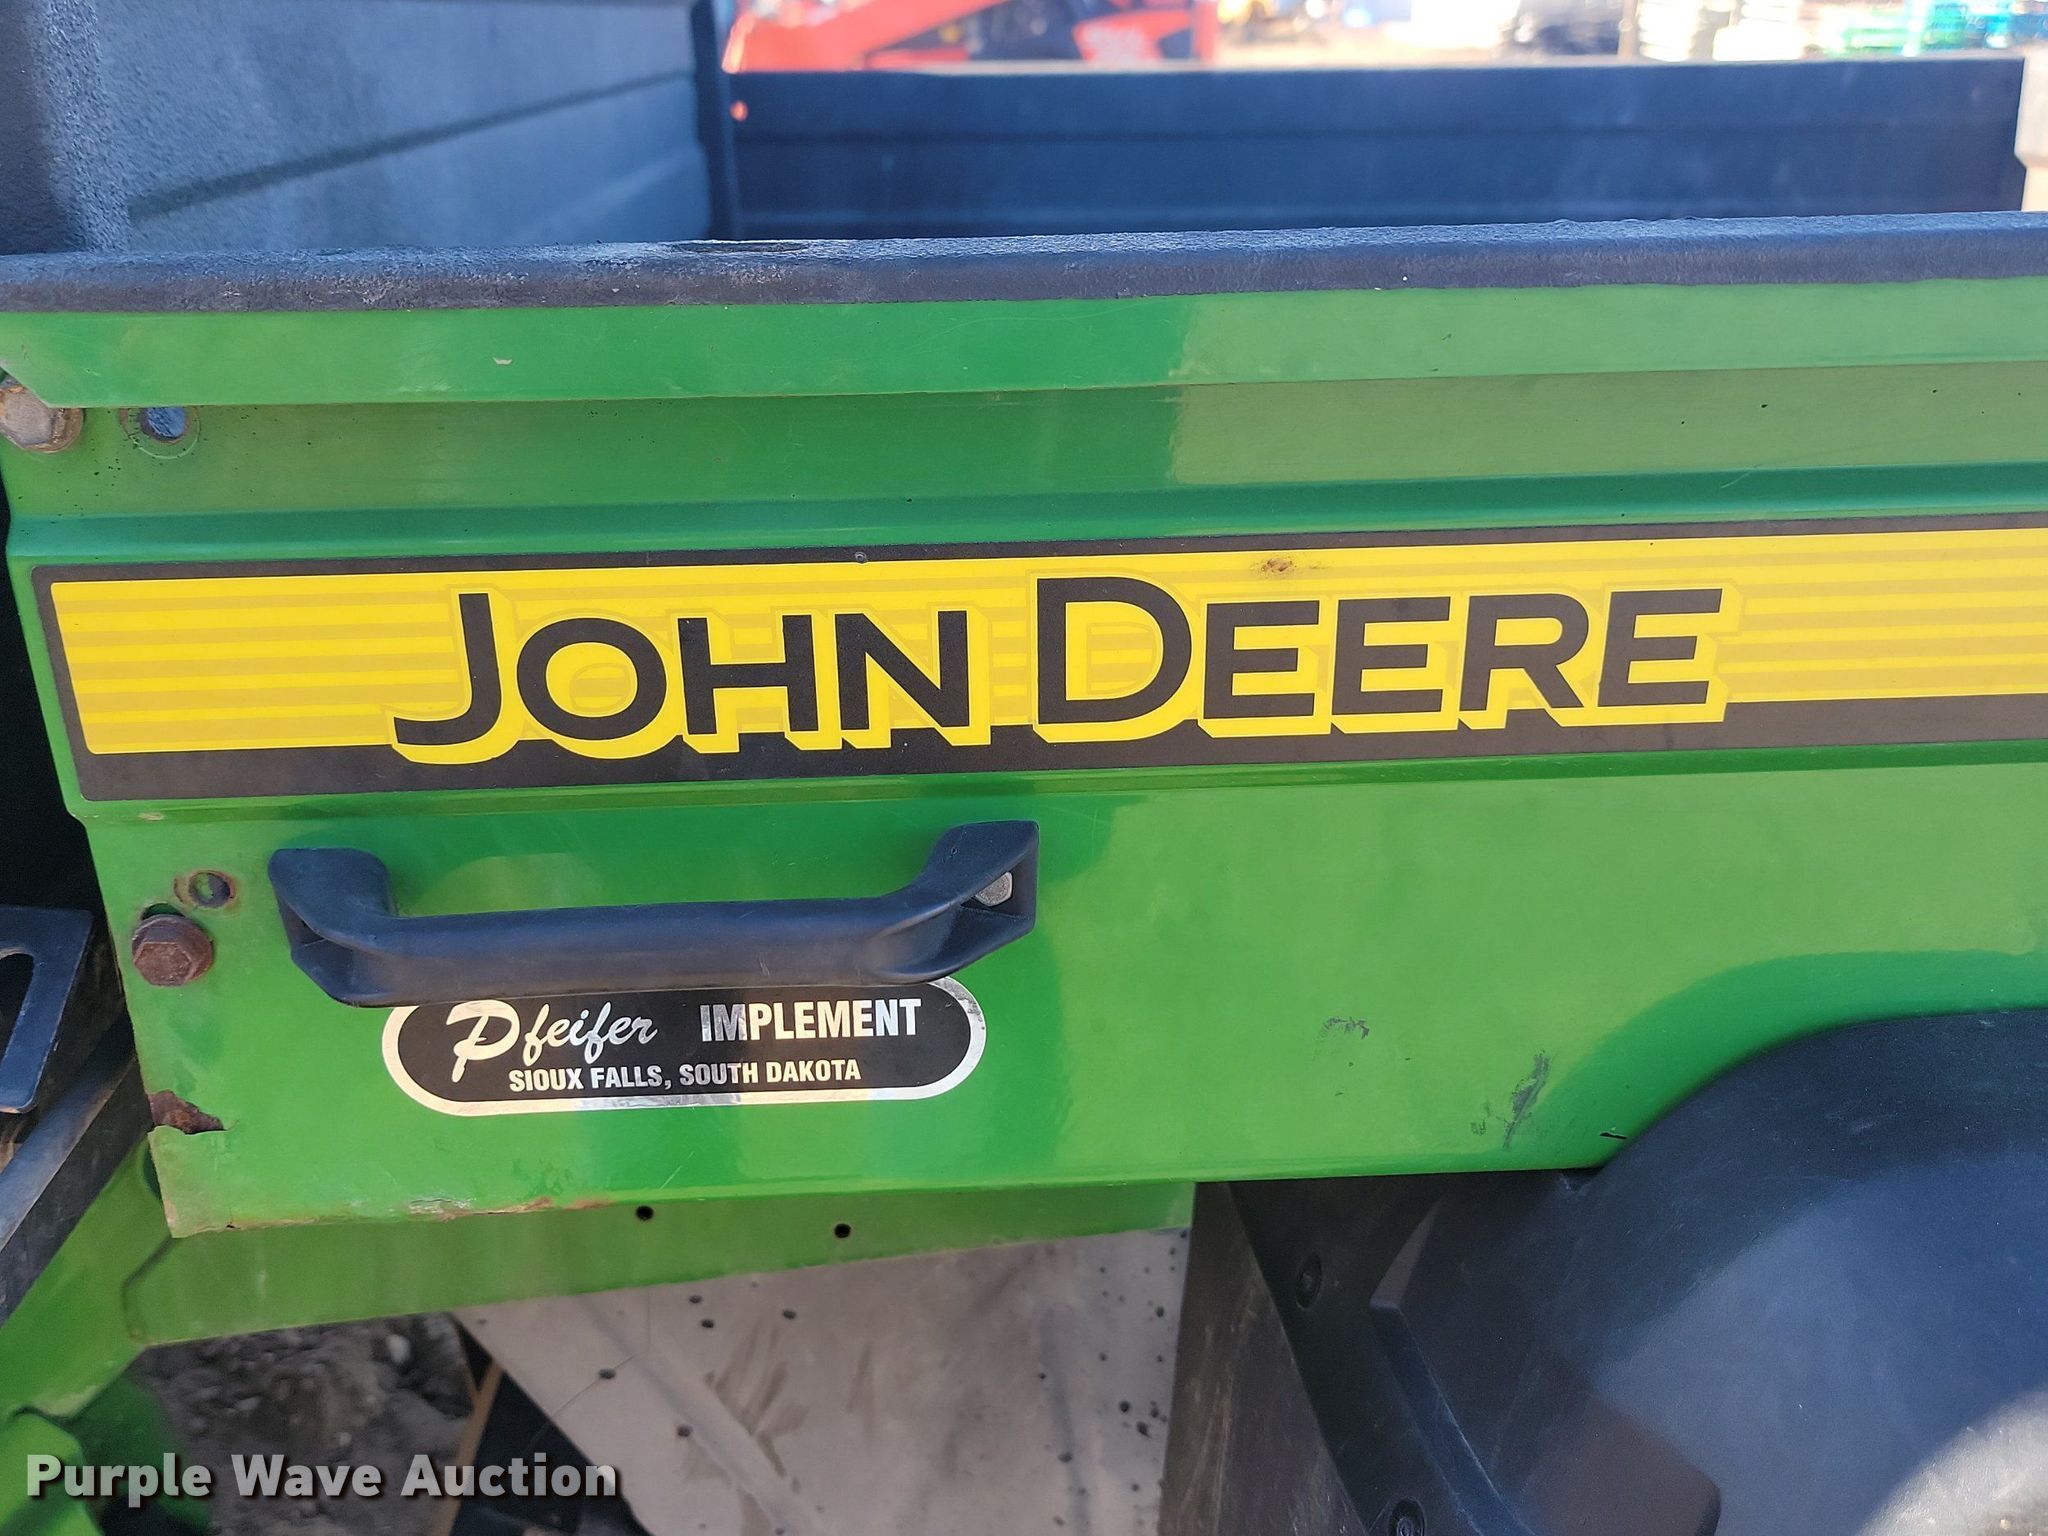 JOHN DEERE
Pfeifer IMPLEMENT
SIOUX FALLS, SOUTH DAKOTA
Purple Wave Auction